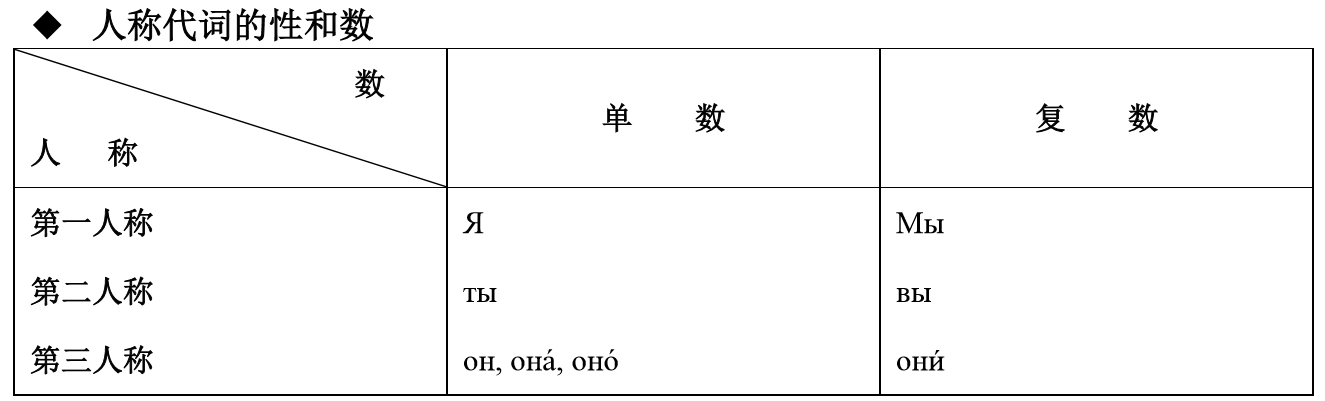 ◆ 人称代词的性和数
数
人 称 单 数 复 数
第一人称 Я Мы
第二人称 ты вы
第三人称 он, она́, оно́ они́